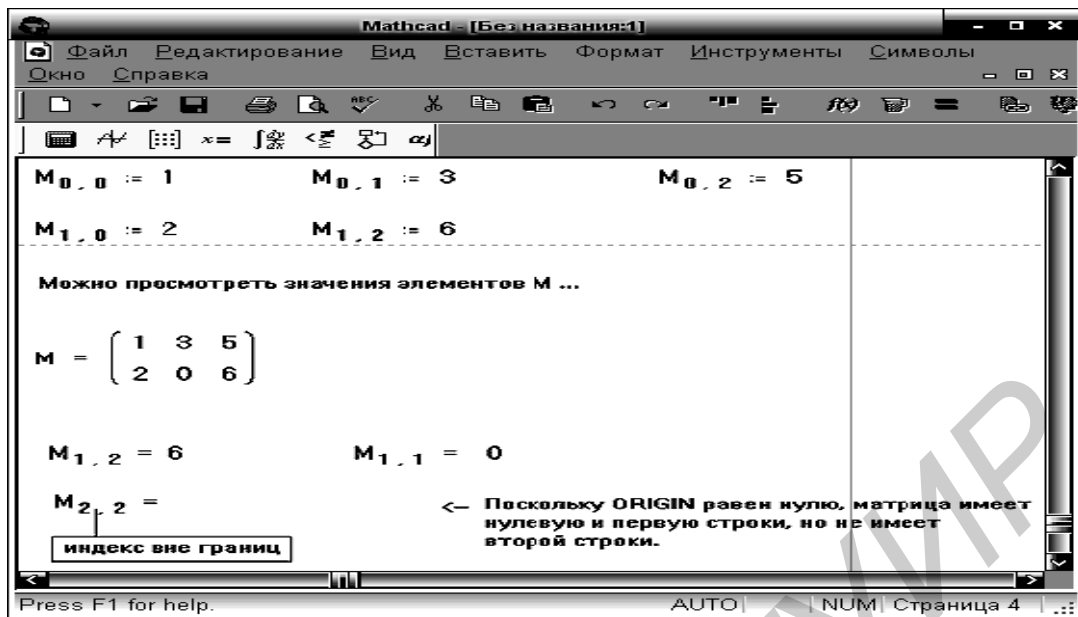 Mathcad - [Без названия:1]
Файл Редактирование Вид Вставить Формат Инструменты Символы
Окно Справка
M0,0 := 1 M0,1 := 3 M0,2 := 5
M1,0 := 2 M1,2 := 6
Можно просмотреть значения элементов М ...
M = ( 1 3 5
2 0 6 )
M1,2 = 6 M1,1 = 0
M2,2 = <– Поскольку ORIGIN равен нулю, матрица имеет
нулевую и первую строки, но не имеет
второй строки.
индекс вне границ
Press F1 for help. AUTO NUM Страница 4